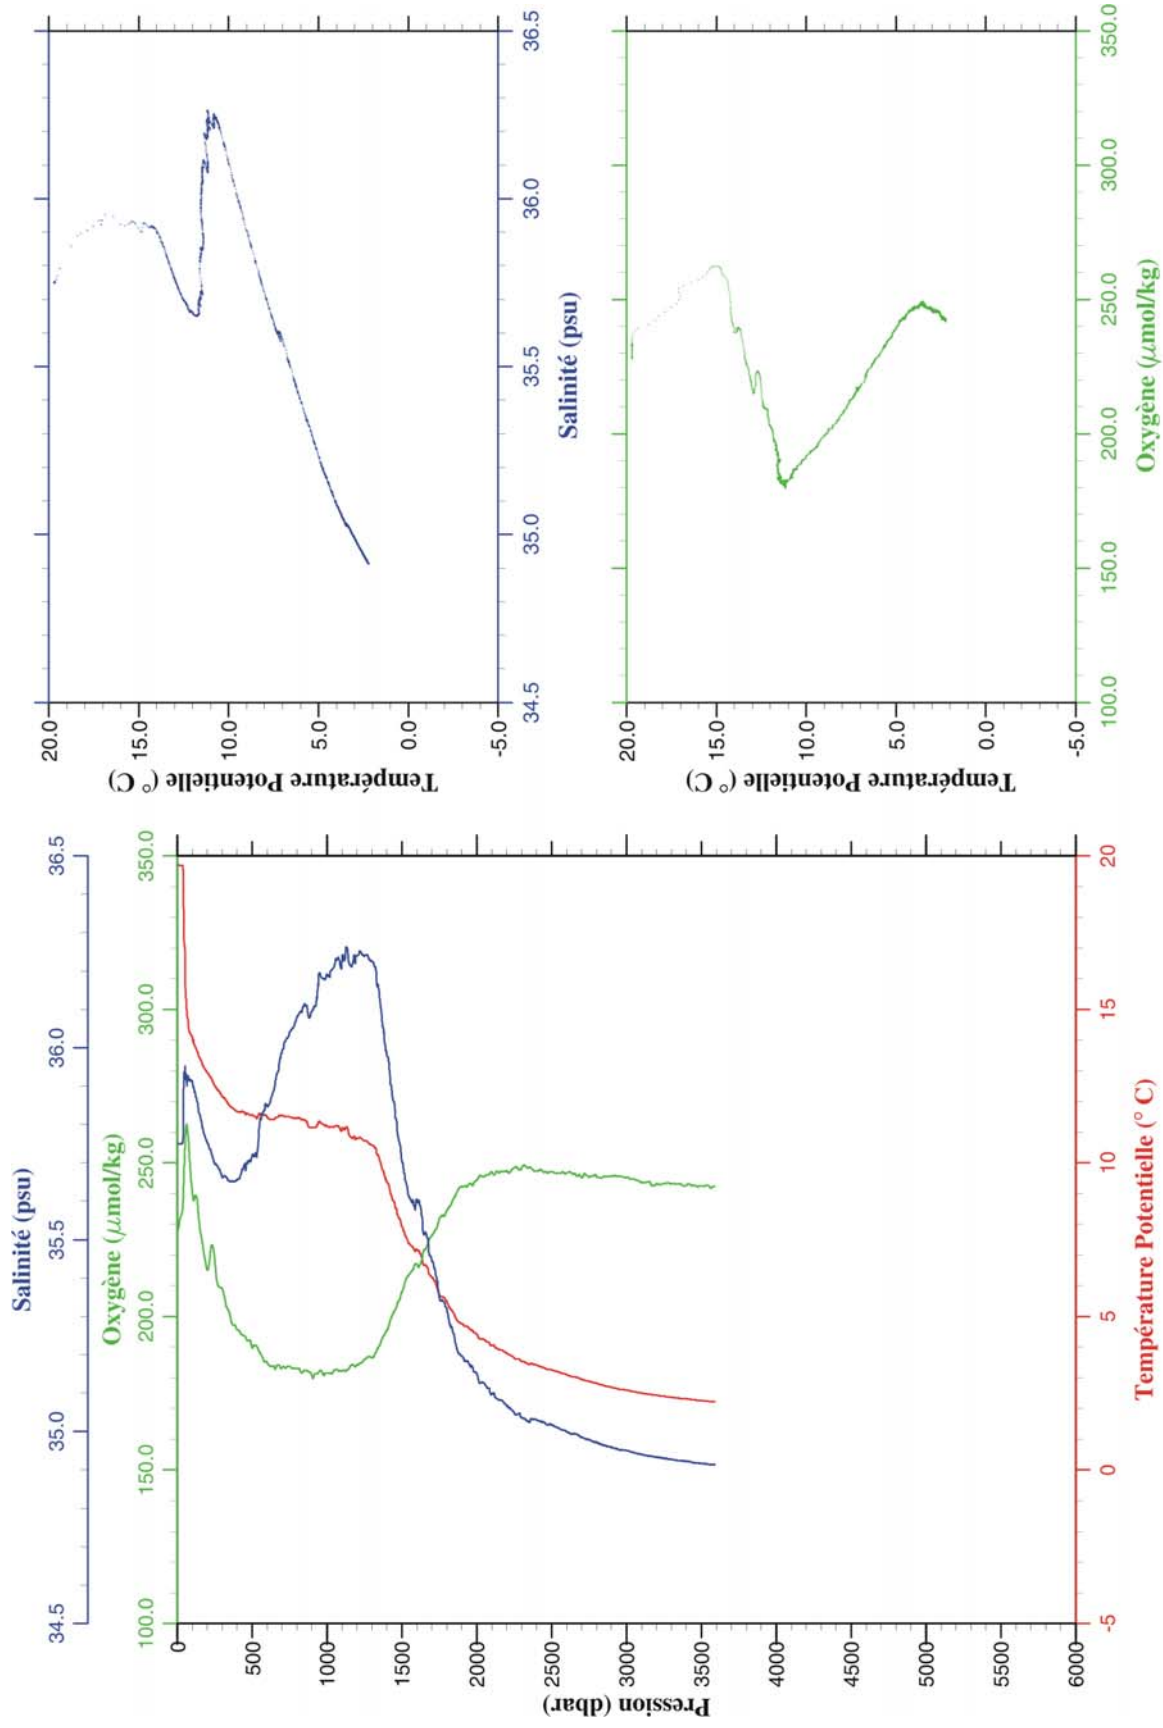 Salinité (psu)
34.5 35.0 35.5 36.0 36.5
Oxygène (μmol/kg)
100.0 150.0 200.0 250.0 300.0 350.0
Pression (dbar)
0
500
1000
1500
2000
2500
3000
3500
4000
4500
5000
5500
6000
-5 0 5 10 15 20
Température Potentielle (° C)
Température Potentielle (° C)
20.0
15.0
10.0
5.0
0.0
-5.0
34.5 35.0 35.5 36.0 36.5
Salinité (psu)
Température Potentielle (° C)
20.0
15.0
10.0
5.0
0.0
-5.0
100.0 150.0 200.0 250.0 300.0 350.0
Oxygène (μmol/kg)